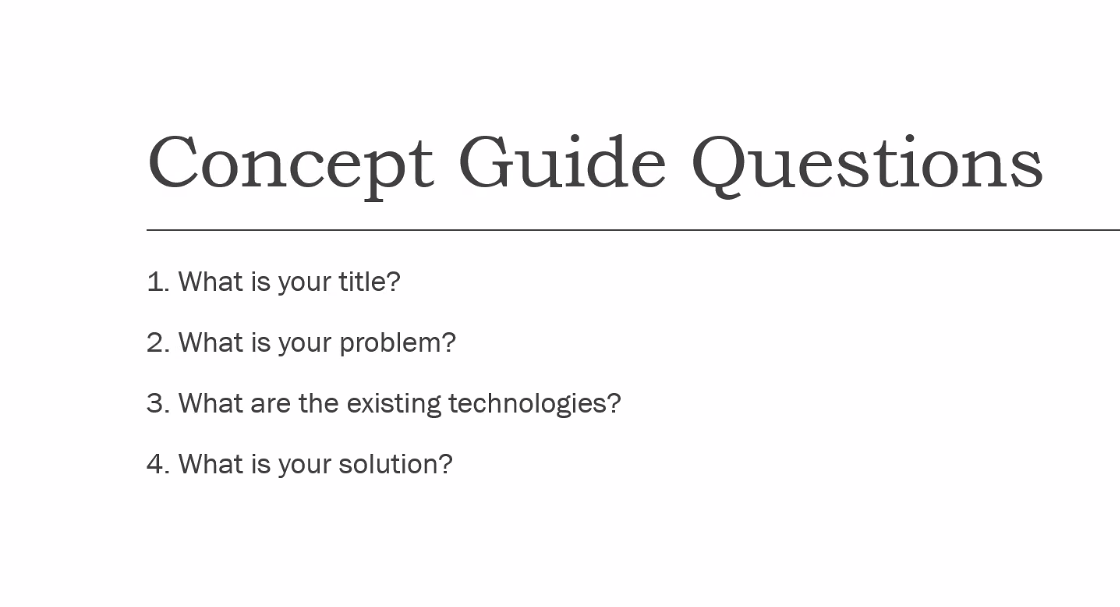 Concept Guide Questions
1. What is your title?
2. What is your problem?
3. What are the existing technologies?
4. What is your solution?